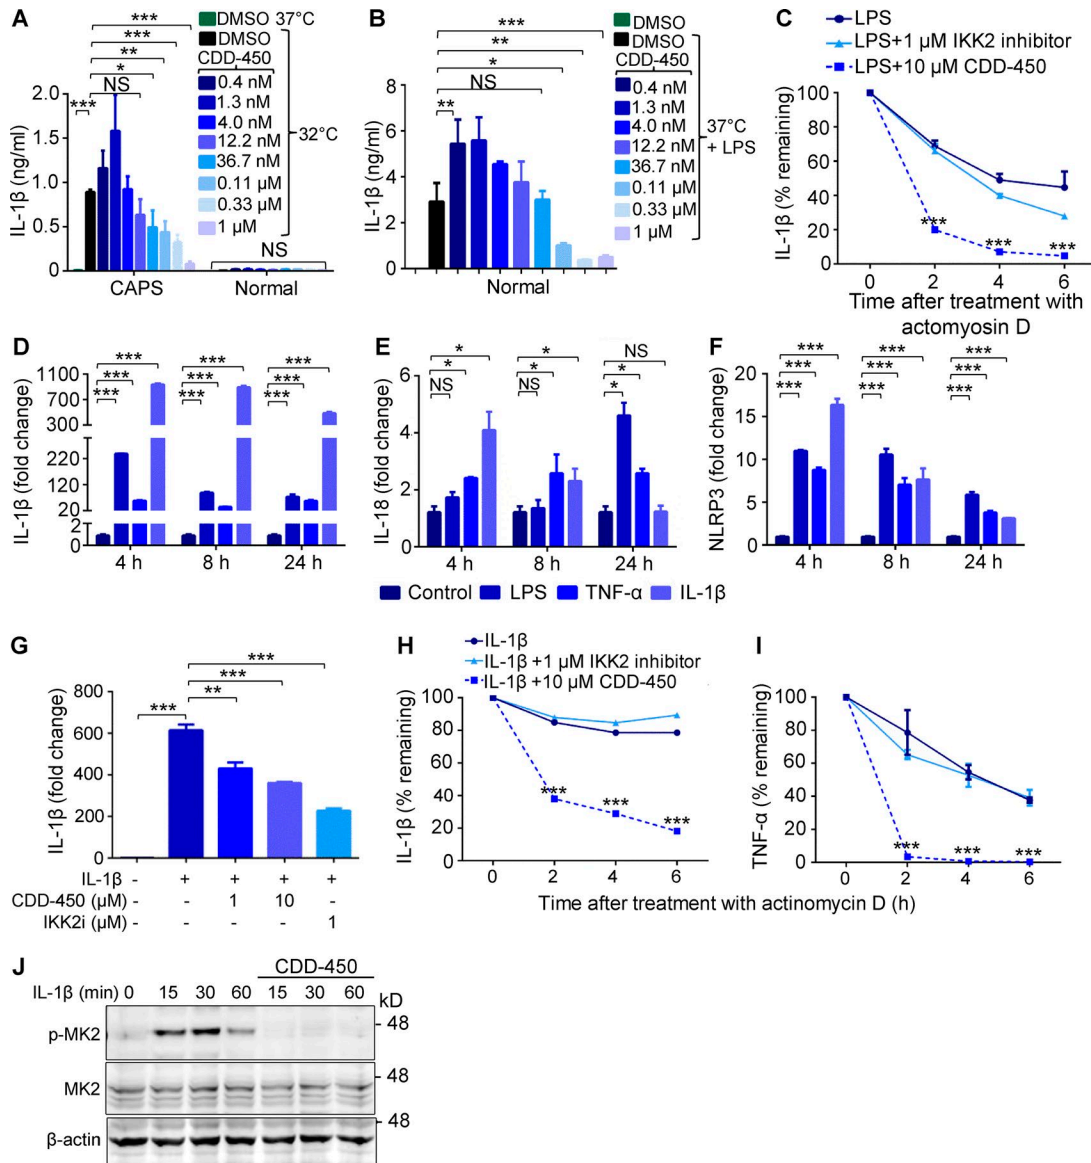 A
***
***
**
*
NS
***
DMSO 37°C
DMSO
CDD-450
0.4 nM
1.3 nM
4.0 nM
12.2 nM
36.7 nM
0.11 µM
0.33 µM
1 µM
32°C
IL-1β (ng/ml)
2.0
1.5
1.0
0.5
0
NS
CAPS
Normal
B
***
**
*
NS
**
DMSO
DMSO
CDD-450
0.4 nM
1.3 nM
4.0 nM
12.2 nM
36.7 nM
0.11 µM
0.33 µM
1 µM
37°C
+ LPS
IL-1β (ng/ml)
8
6
4
2
0
Normal
C
LPS
LPS+1 µM IKK2 inhibitor
LPS+10 µM CDD-450
IL-1β (% remaining)
100
80
60
40
20
0
***
***
***
0 2 4 6
Time after treatment with
actomyosin D
D
*** *** ***
*** *** ***
*** *** ***
IL-1β (fold change)
1100
700
300
220
120
20
2
1
0
4 h 8 h 24 h
E
* * NS
* * *
NS NS *
IL-18 (fold change)
6
4
2
0
4 h 8 h 24 h
F
*** *** ***
*** *** ***
*** *** ***
NLRP3 (fold change)
20
15
10
5
0
4 h 8 h 24 h
Control LPS TNF-α IL-1β
G
***
***
**
***
IL-1β (fold change)
800
600
400
200
0
IL-1β - + + + +
CDD-450 (µM) - - 1 10 -
IKK2i (µM) - - - - 1
H
IL-1β
IL-1β +1 µM IKK2 inhibitor
IL-1β +10 µM CDD-450
IL-1β (% remaining)
100
80
60
40
20
0
***
***
***
0 2 4 6
I
TNF-α (% remaining)
100
80
60
40
20
0
*** *** ***
0 2 4 6
Time after treatment with actinomycin D (h)
J
CDD-450
IL-1β (min) 0 15 30 60 15 30 60 kD
p-MK2 48
MK2 48
β-actin 48